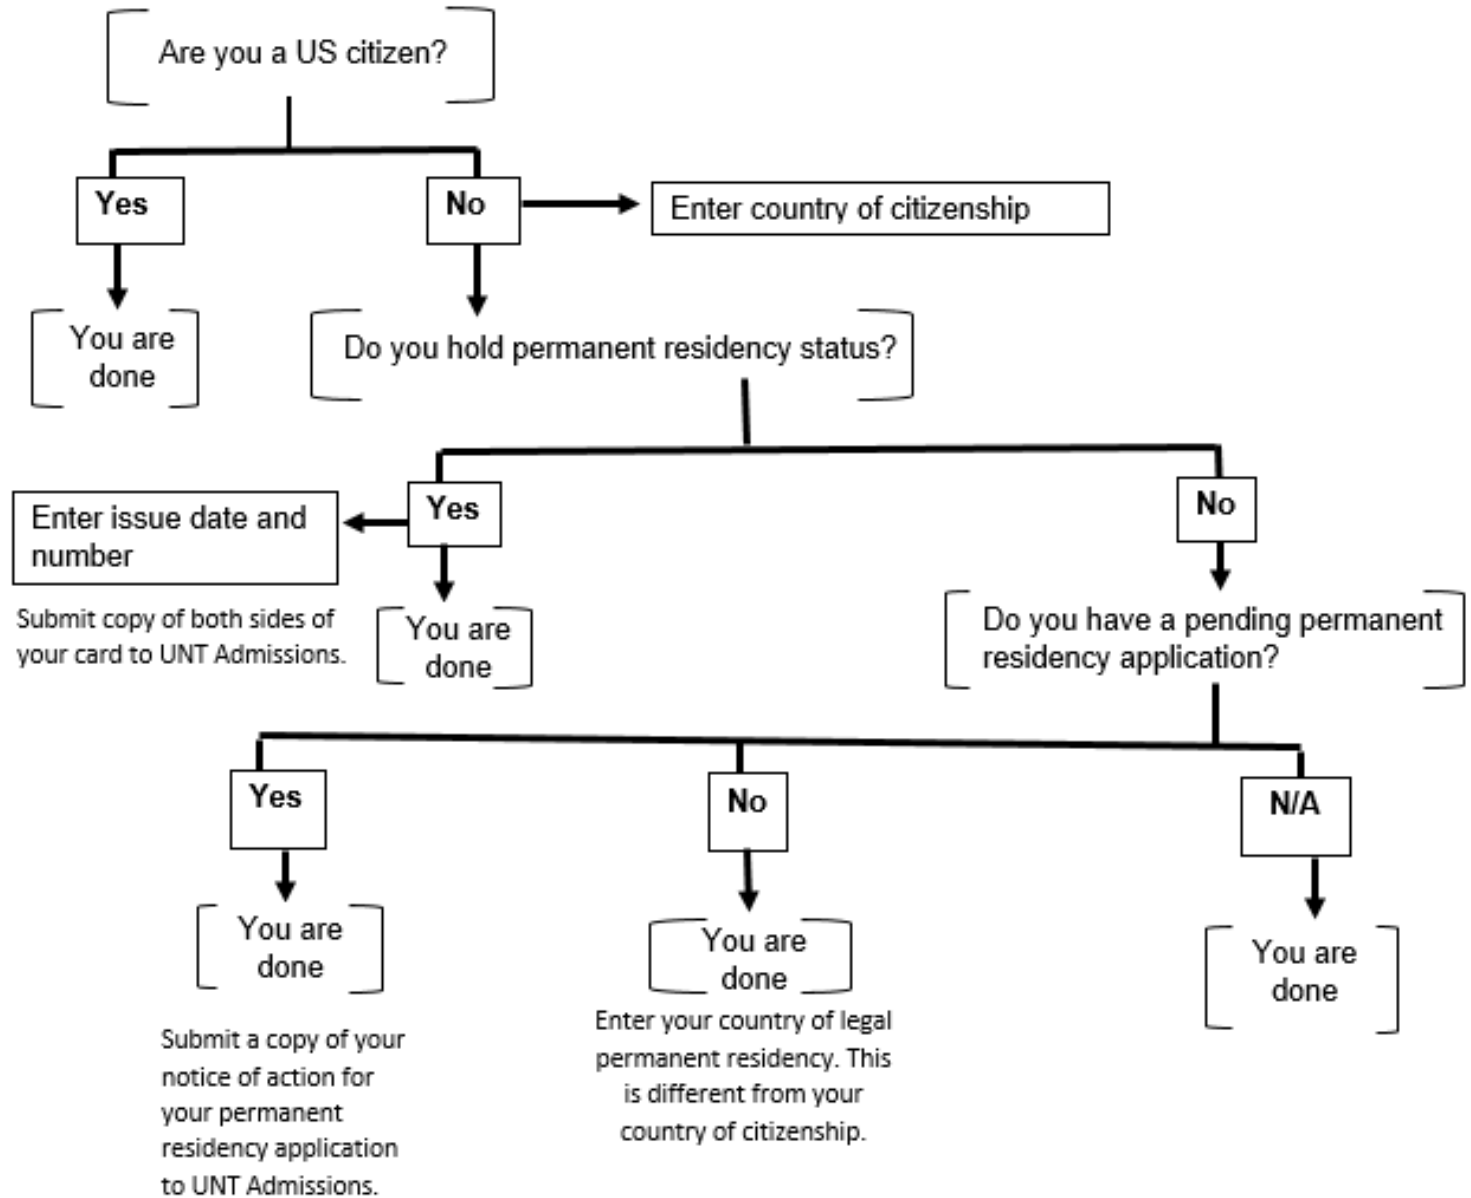 Are you a US citizen?
Yes
No
Enter country of citizenship
You are
done
Do you hold permanent residency status?
Yes
No
Enter issue date and
number
Submit copy of both sides of
your card to UNT Admissions.
You are
done
Do you have a pending permanent
residency application?
Yes
No
N/A
You are
done
Submit a copy of your
notice of action for
your permanent
residency application
to UNT Admissions.
You are
done
Enter your country of legal
permanent residency. This
is different from your
country of citizenship.
You are
done